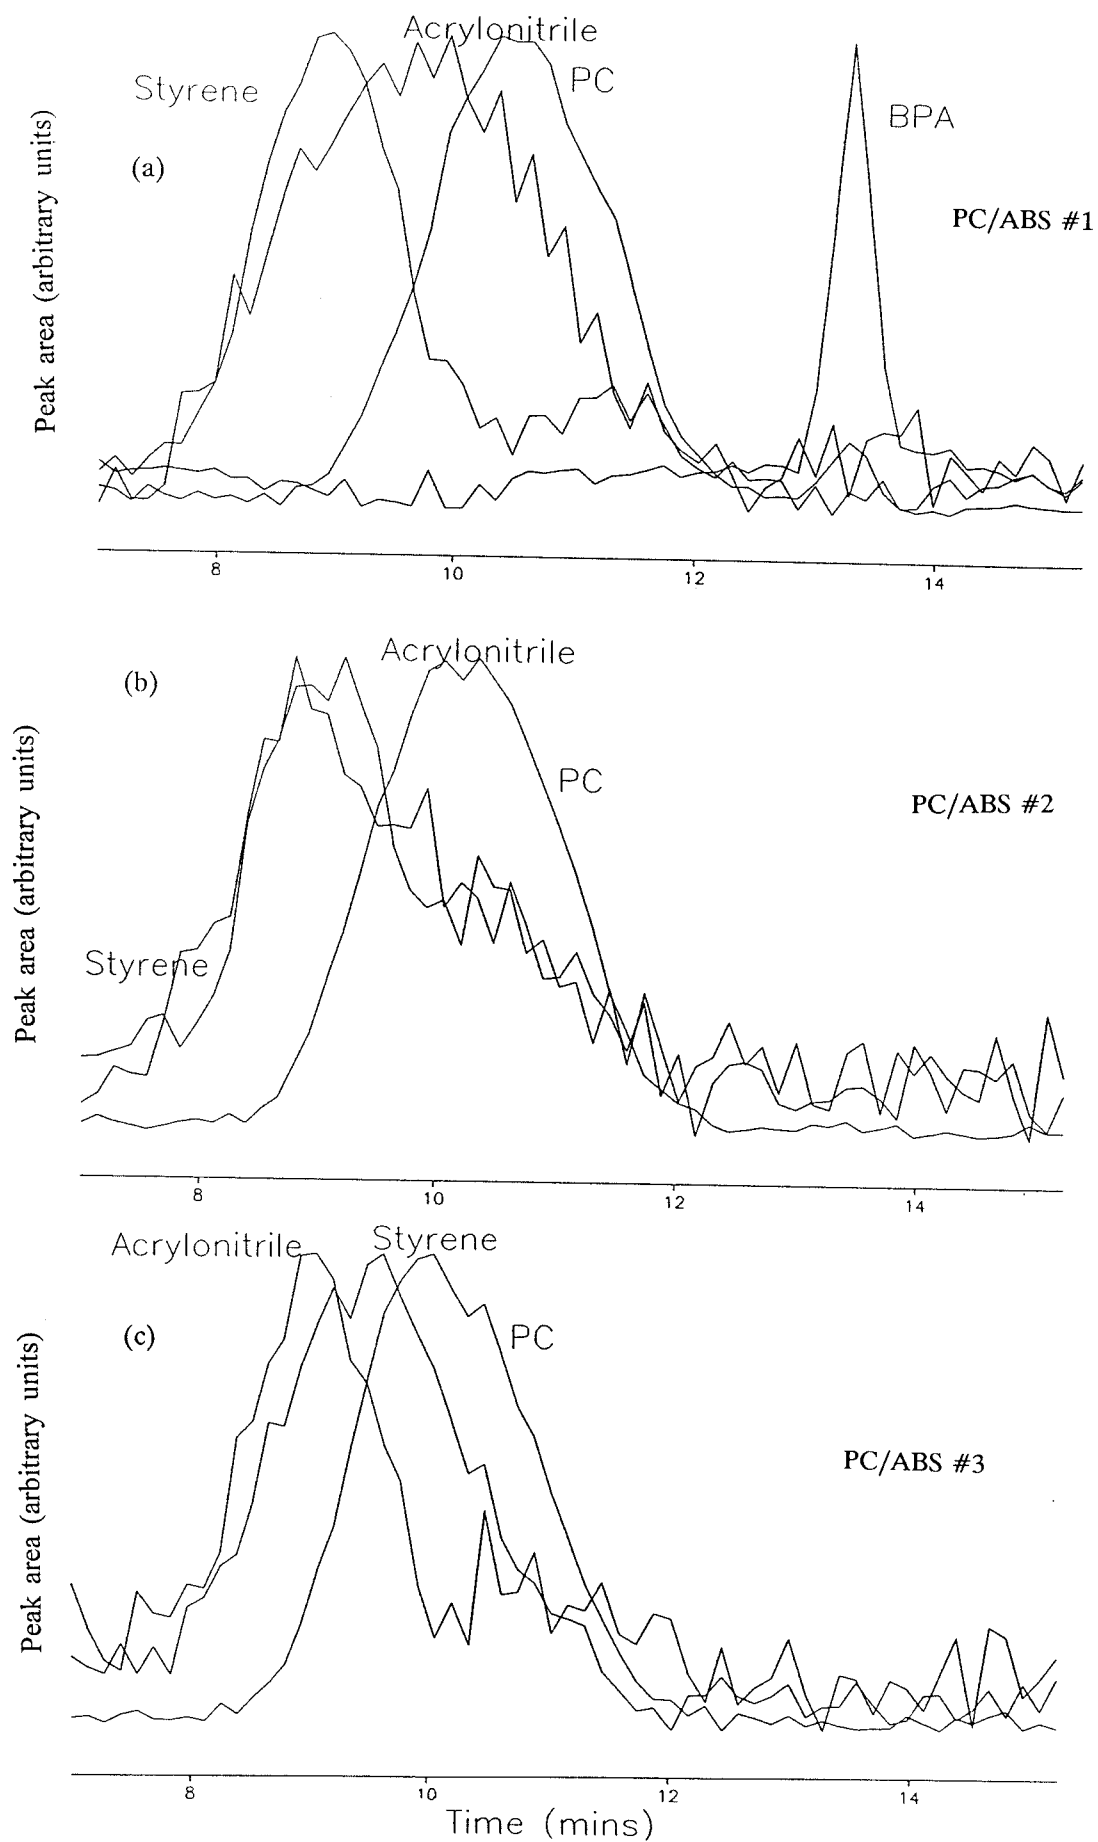 Acrylonitrile
Styrene
PC
BPA
(a)
PC/ABS #1
Peak area (arbitrary units)
8
10
12
14
Acrylonitrile
(b)
PC
PC/ABS #2
Styrene
Peak area (arbitrary units)
8
10
12
14
Acrylonitrile
Styrene
(c)
PC
PC/ABS #3
Peak area (arbitrary units)
8
10
12
14
Time (mins)